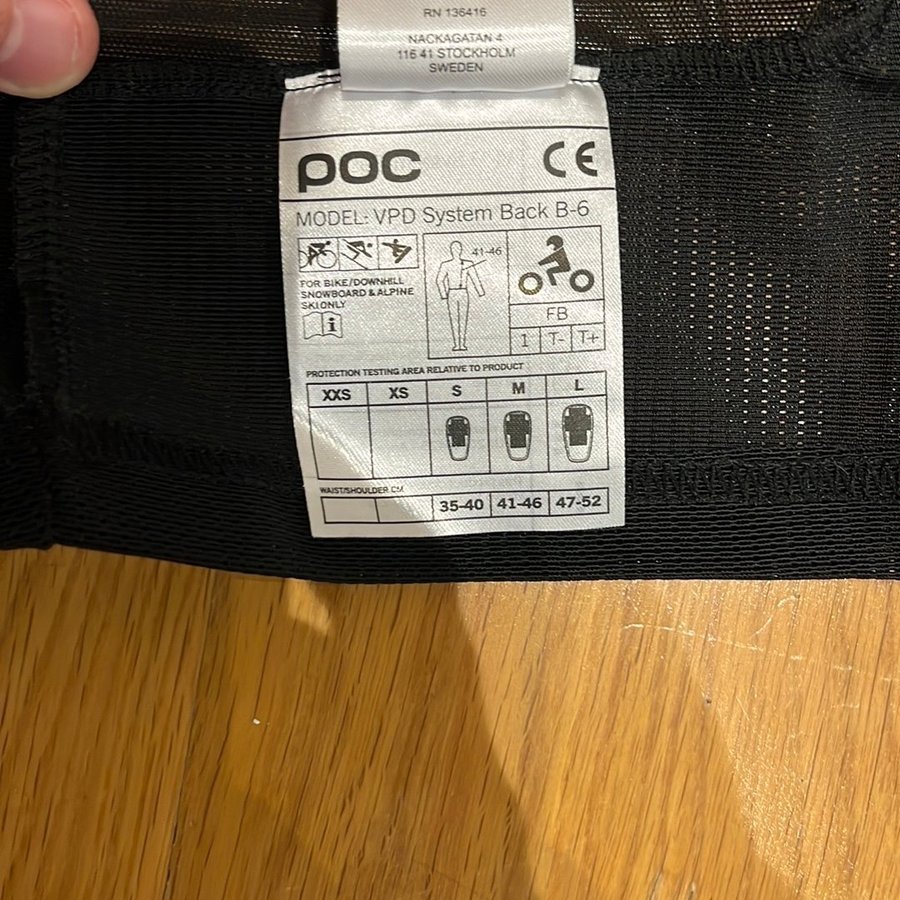 RN 136416
NACKAGATAN 4
116 41 STOCKHOLM
SWEDEN
POC CE
MODEL: VPD System Back B-6
41-46
FOR BIKE/DOWNHILL
SNOWBOARD & ALPINE
SKI ONLY
i
FB
1 T- T+
PROTECTION TESTING AREA RELATIVE TO PRODUCT
XXS XS S M L
WAIST/SHOULDER CM
35-40 41-46 47-52